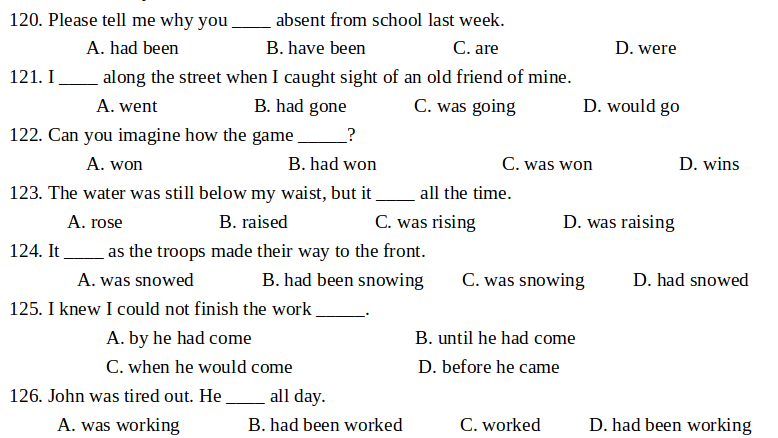 120. Please tell me why you ____ absent from school last week.
A. had been B. have been C. are D. were
121. I ____ along the street when I caught sight of an old friend of mine.
A. went B. had gone C. was going D. would go
122. Can you imagine how the game _____?
A. won B. had won C. was won D. wins
123. The water was still below my waist, but it ____ all the time.
A. rose B. raised C. was rising D. was raising
124. It ____ as the troops made their way to the front.
A. was snowed B. had been snowing C. was snowing D. had snowed
125. I knew I could not finish the work _____.
A. by he had come B. until he had come
C. when he would come D. before he came
126. John was tired out. He ____ all day.
A. was working B. had been worked C. worked D. had been working